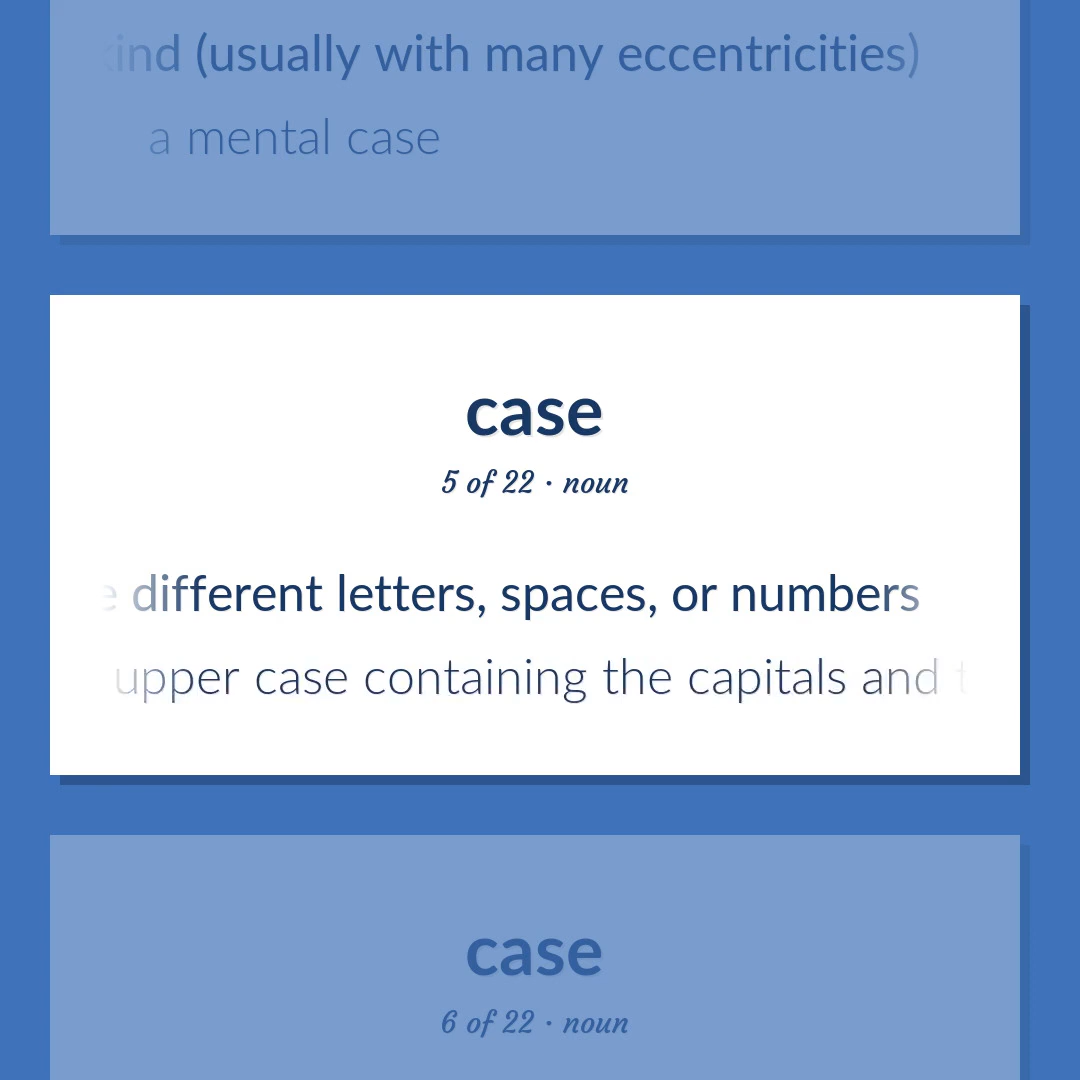 kind (usually with many eccentricities)
a mental case
case
5 of 22 · noun
different letters, spaces, or numbers
upper case containing the capitals and
case
6 of 22 · noun